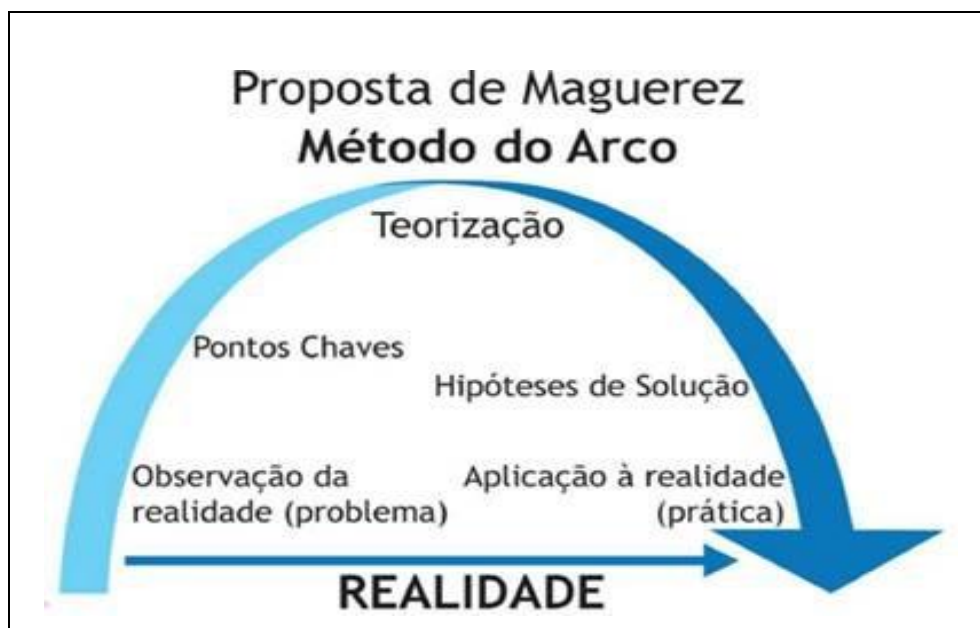 Proposta de Maguerez
Método do Arco
Teorização
Pontos Chaves
Hipóteses de Solução
Observação da
realidade (problema)
Aplicação à realidade
(prática)
REALIDADE